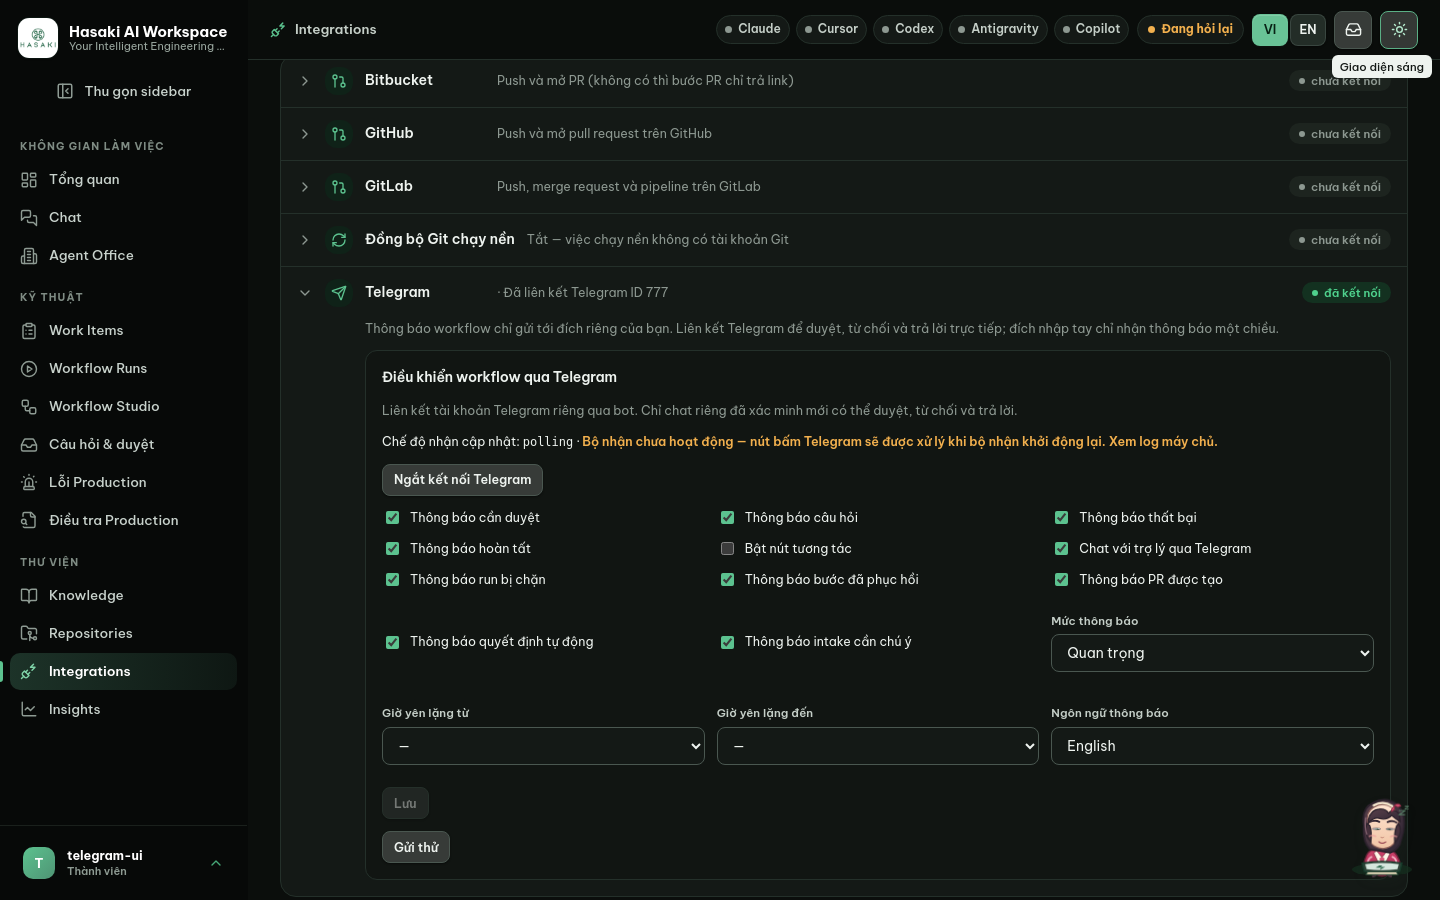 HASAKI
Hasaki AI Workspace
Your Intelligent Engineering ...
Thu gọn sidebar
KHÔNG GIAN LÀM VIỆC
Tổng quan
Chat
Agent Office
KỸ THUẬT
Work Items
Workflow Runs
Workflow Studio
Câu hỏi & duyệt
Lỗi Production
Điều tra Production
THƯ VIỆN
Knowledge
Repositories
Integrations
Insights
T
telegram-ui
Thành viên
Integrations
Claude
Cursor
Codex
Antigravity
Copilot
Đang hỏi lại
VI
EN
Giao diện sáng
Bitbucket
Push và mở PR (không có thì bước PR chỉ trả link)
chưa kết nối
GitHub
Push và mở pull request trên GitHub
chưa kết nối
GitLab
Push, merge request và pipeline trên GitLab
chưa kết nối
Đồng bộ Git chạy nền
Tắt — việc chạy nền không có tài khoản Git
chưa kết nối
Telegram
· Đã liên kết Telegram ID 777
đã kết nối
Thông báo workflow chỉ gửi tới đích riêng của bạn. Liên kết Telegram để duyệt, từ chối và trả lời trực tiếp; đích nhập tay chỉ nhận thông báo một chiều.
Điều khiển workflow qua Telegram
Liên kết tài khoản Telegram riêng qua bot. Chỉ chat riêng đã xác minh mới có thể duyệt, từ chối và trả lời.
Chế độ nhận cập nhật: polling · Bộ nhận chưa hoạt động — nút bấm Telegram sẽ được xử lý khi bộ nhận khởi động lại. Xem log máy chủ.
Ngắt kết nối Telegram
Thông báo cần duyệt
Thông báo câu hỏi
Thông báo thất bại
Thông báo hoàn tất
Bật nút tương tác
Chat với trợ lý qua Telegram
Thông báo run bị chặn
Thông báo bước đã phục hồi
Thông báo PR được tạo
Thông báo quyết định tự động
Thông báo intake cần chú ý
Mức thông báo
Quan trọng
Giờ yên lặng từ
—
Giờ yên lặng đến
—
Ngôn ngữ thông báo
English
Lưu
Gửi thử